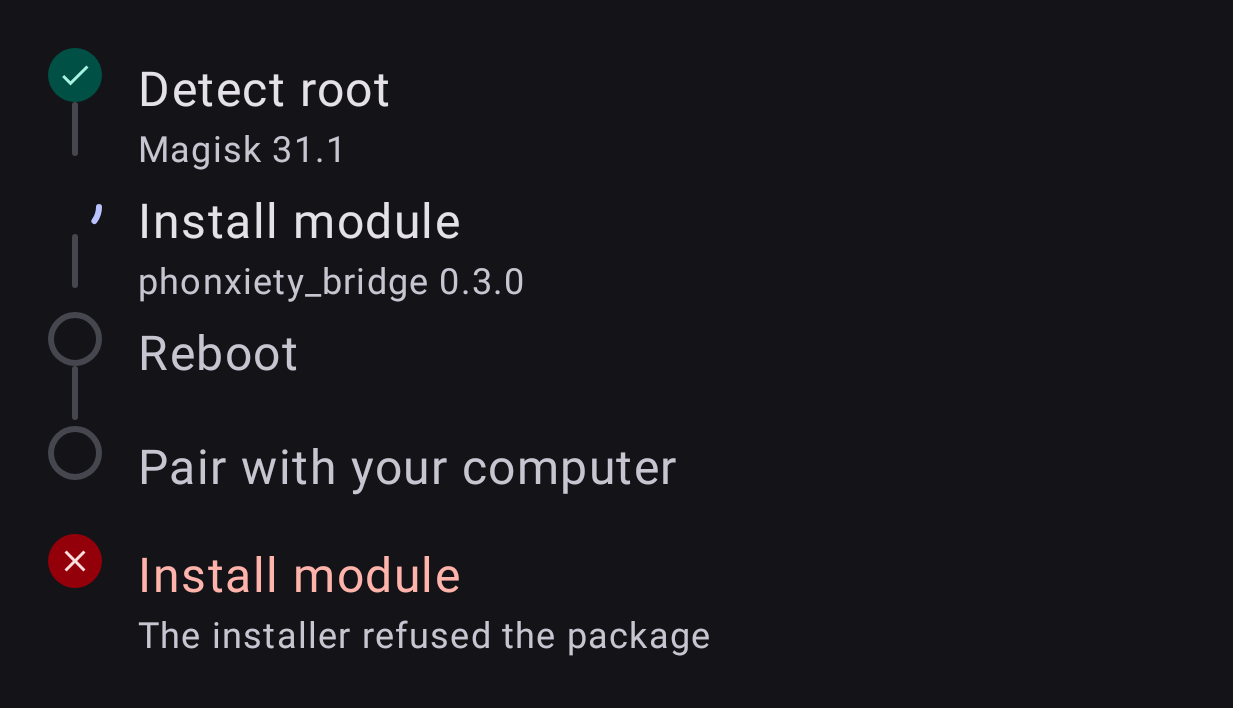 Detect root
Magisk 31.1
Install module
phonxiety_bridge 0.3.0
Reboot
Pair with your computer
Install module
The installer refused the package